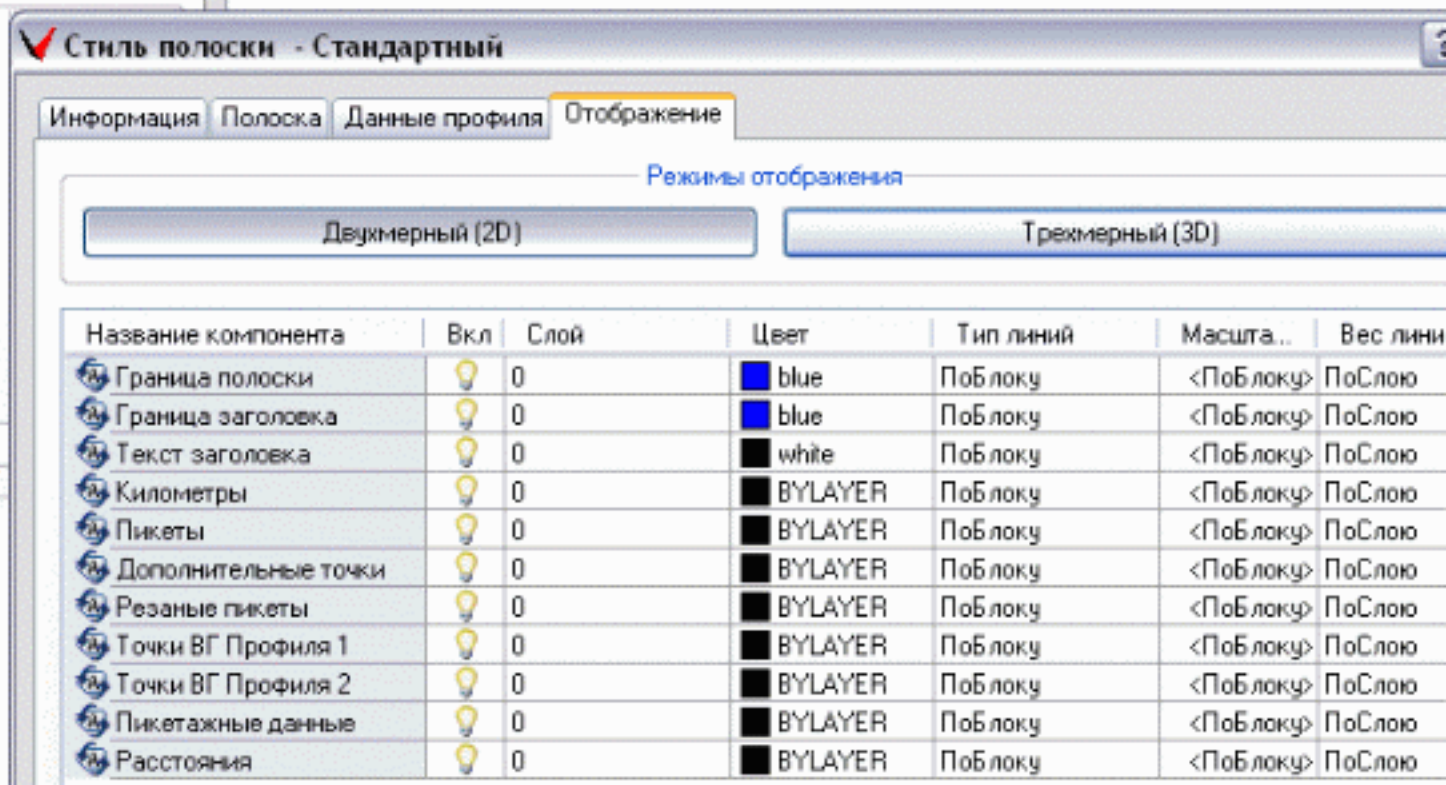 Стиль полоски - Стандартный
Информация Полоска Данные профиля Отображение
Режимы отображения
Двухмерный (2D) Трехмерный (3D)
Название компонента Вкл Слой Цвет Тип линий Масшта... Вес лини
Граница полоски 0 blue ПоБлоку <ПоБлоку> ПоСлою
Граница заголовка 0 blue ПоБлоку <ПоБлоку> ПоСлою
Текст заголовка 0 white ПоБлоку <ПоБлоку> ПоСлою
Километры 0 BYLAYER ПоБлоку <ПоБлоку> ПоСлою
Пикеты 0 BYLAYER ПоБлоку <ПоБлоку> ПоСлою
Дополнительные точки 0 BYLAYER ПоБлоку <ПоБлоку> ПоСлою
Резаные пикеты 0 BYLAYER ПоБлоку <ПоБлоку> ПоСлою
Точки ВГ Профиля 1 0 BYLAYER ПоБлоку <ПоБлоку> ПоСлою
Точки ВГ Профиля 2 0 BYLAYER ПоБлоку <ПоБлоку> ПоСлою
Пикетажные данные 0 BYLAYER ПоБлоку <ПоБлоку> ПоСлою
Расстояния 0 BYLAYER ПоБлоку <ПоБлоку> ПоСлою